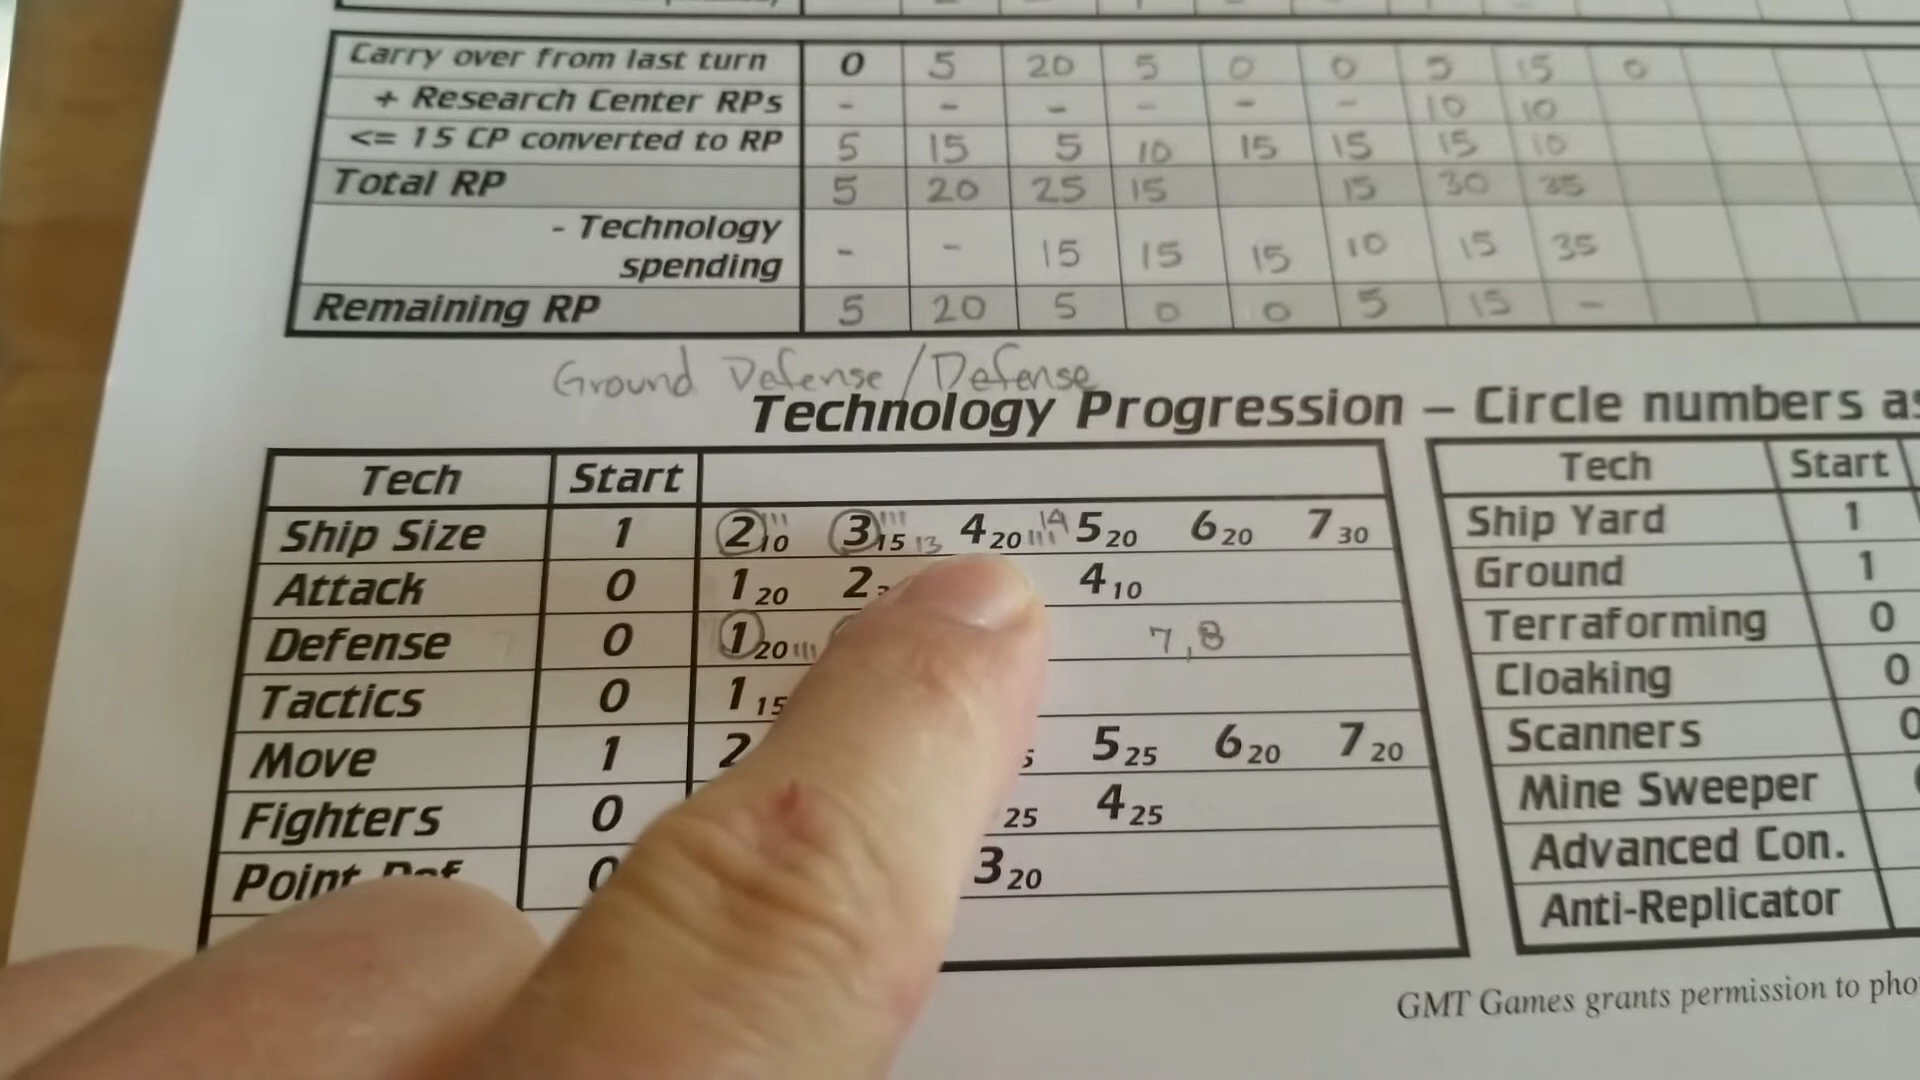 Carry over from last turn 0 5 20 5 0 0 5 15 0
+ Research Center RPs - - - - - - 10 10
<= 15 CP converted to RP 5 15 5 10 15 15 15 10
Total RP 5 20 25 15 15 30 35
- Technology spending - - 15 15 15 10 15 35
Remaining RP 5 20 5 0 0 5 15 -
Ground Defense / Defense
Technology Progression – Circle numbers
Tech Start
Ship Size 1 2 10 3 15 13 4 20 14 5 20 6 20 7 30
Attack 0 1 20 2 4 10
Defense 0 1 20 7, 8
Tactics 0 1 15
Move 1 2 5 25 6 20 7 20
Fighters 0 25 4 25
Point Def 0 3 20
Tech Start
Ship Yard 1
Ground 1
Terraforming 0
Cloaking 0
Scanners 0
Mine Sweeper
Advanced Con.
Anti-Replicator
GMT Games grants permission to